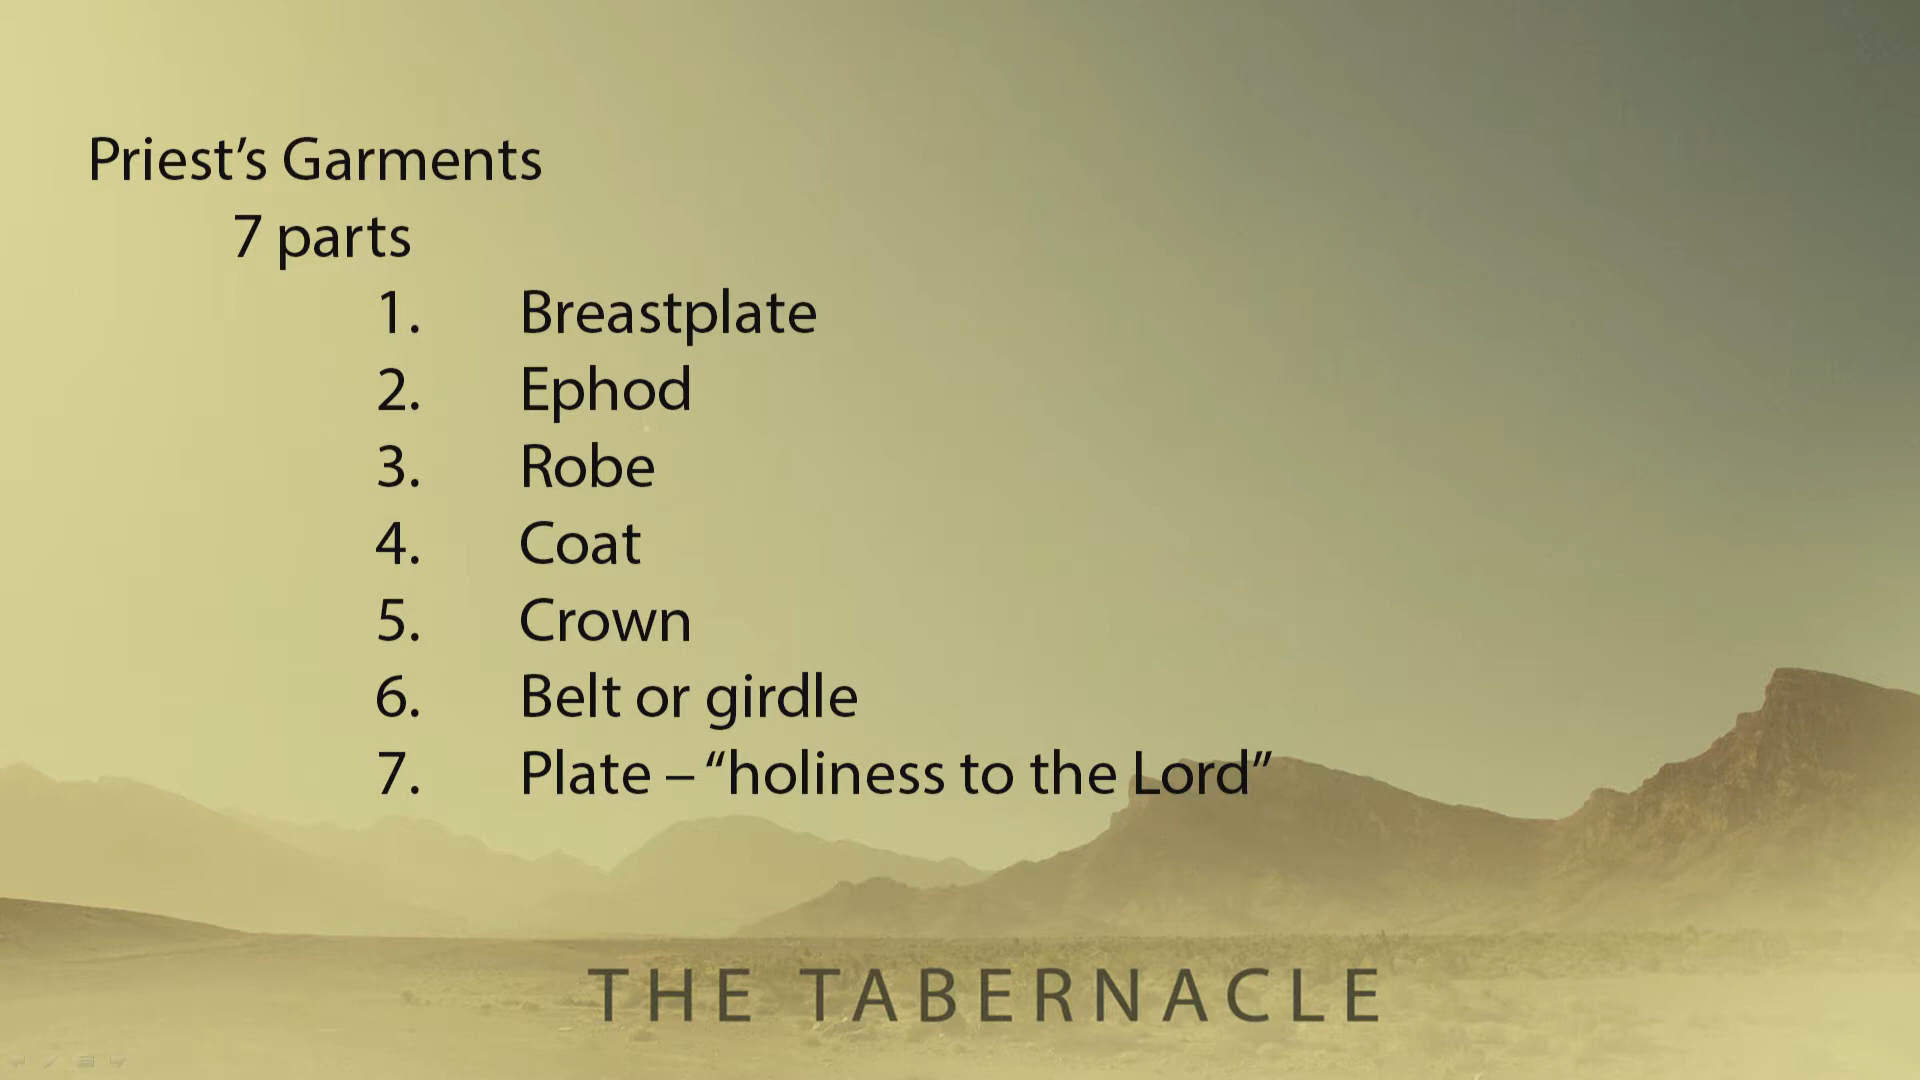 Priest’s Garments
7 parts
1. Breastplate
2. Ephod
3. Robe
4. Coat
5. Crown
6. Belt or girdle
7. Plate – “holiness to the Lord”
THE TABERNACLE